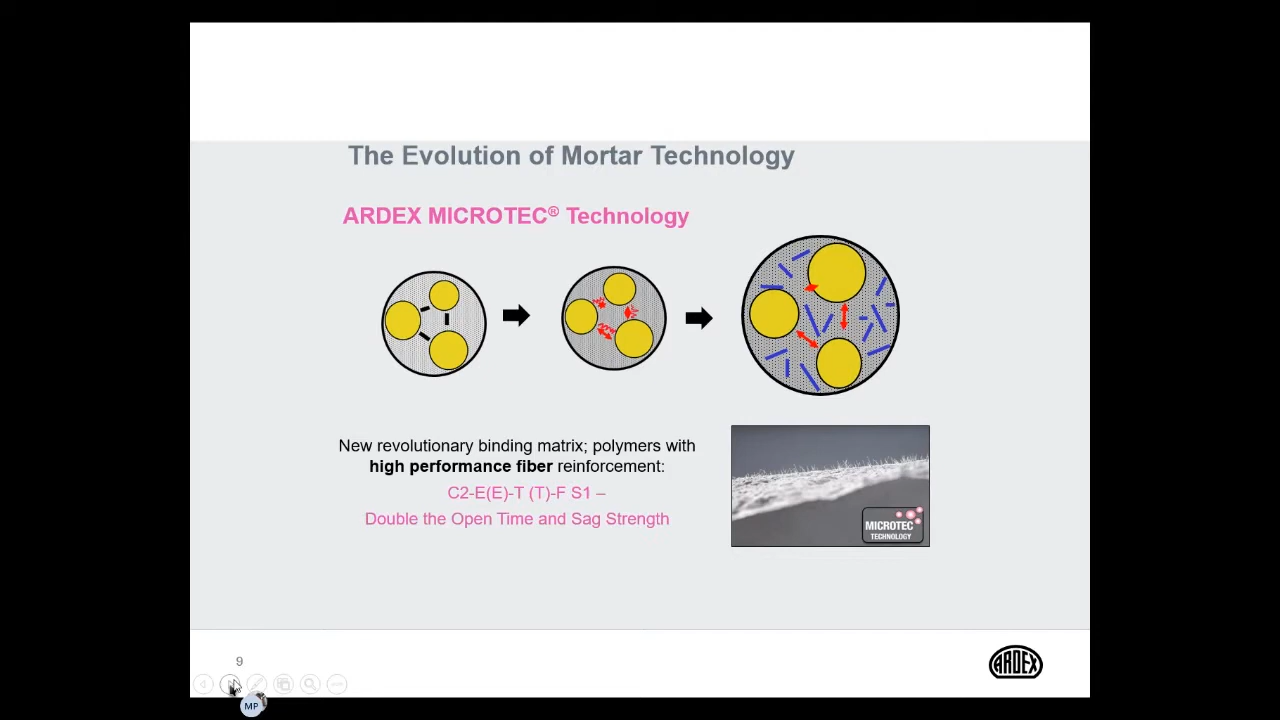 The Evolution of Mortar Technology
ARDEX MICROTEC® Technology
New revolutionary binding matrix; polymers with
high performance fiber reinforcement:
C2-E(E)-T (T)-F S1 –
Double the Open Time and Sag Strength
MICROTEC
TECHNOLOGY
9
ARDEX
MP